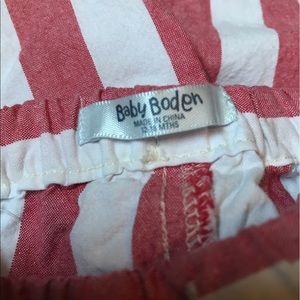 Baby Boden
MADE IN CHINA
12-18 MTHS